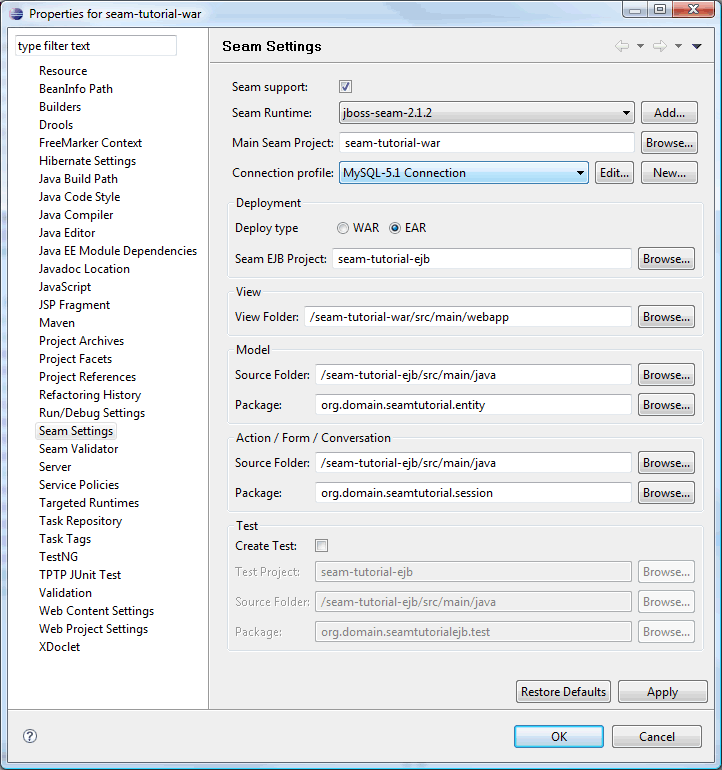 Properties for seam-tutorial-war
type filter text
Resource
BeanInfo Path
Builders
Drools
FreeMarker Context
Hibernate Settings
Java Build Path
Java Code Style
Java Compiler
Java Editor
Java EE Module Dependencies
Javadoc Location
JavaScript
JSP Fragment
Maven
Project Archives
Project Facets
Project References
Refactoring History
Run/Debug Settings
Seam Settings
Seam Validator
Server
Service Policies
Targeted Runtimes
Task Repository
Task Tags
TestNG
TPTP JUnit Test
Validation
Web Content Settings
Web Project Settings
XDoclet
Seam Settings
Seam support:
Seam Runtime: jboss-seam-2.1.2 Add...
Main Seam Project: seam-tutorial-war Browse...
Connection profile: MySQL-5.1 Connection Edit... New...
Deployment
Deploy type WAR EAR
Seam EJB Project: seam-tutorial-ejb Browse...
View
View Folder: /seam-tutorial-war/src/main/webapp Browse...
Model
Source Folder: /seam-tutorial-ejb/src/main/java Browse...
Package: org.domain.seamtutorial.entity Browse...
Action / Form / Conversation
Source Folder: /seam-tutorial-ejb/src/main/java Browse...
Package: org.domain.seamtutorial.session Browse...
Test
Create Test:
Test Project: seam-tutorial-ejb Browse...
Source Folder: /seam-tutorial-ejb/src/main/java Browse...
Package: org.domain.seamtutorialejb.test Browse...
Restore Defaults Apply
? OK Cancel